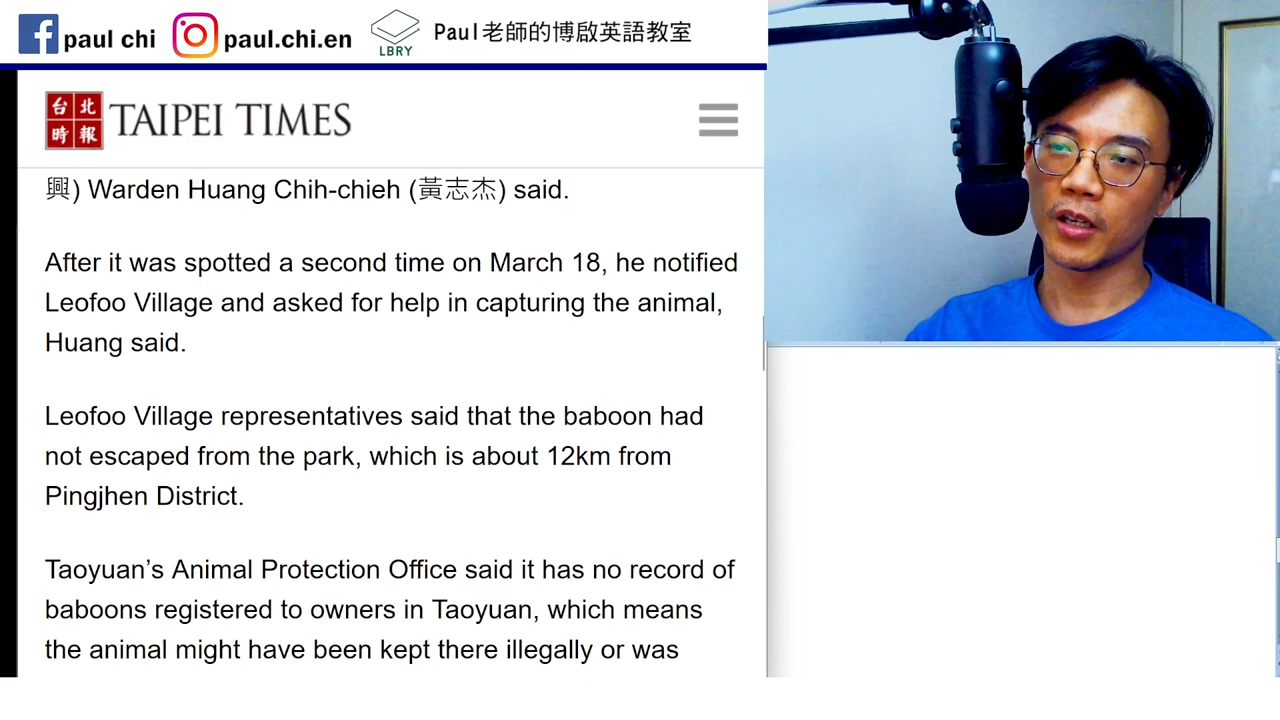 paul chi
paul.chi.en
LBRY
Paul老師的博啟英語教室
台北時報
TAIPEI TIMES
興) Warden Huang Chih-chieh (黃志杰) said.
After it was spotted a second time on March 18, he notified
Leofoo Village and asked for help in capturing the animal,
Huang said.
Leofoo Village representatives said that the baboon had
not escaped from the park, which is about 12km from
Pingjhen District.
Taoyuan’s Animal Protection Office said it has no record of
baboons registered to owners in Taoyuan, which means
the animal might have been kept there illegally or was